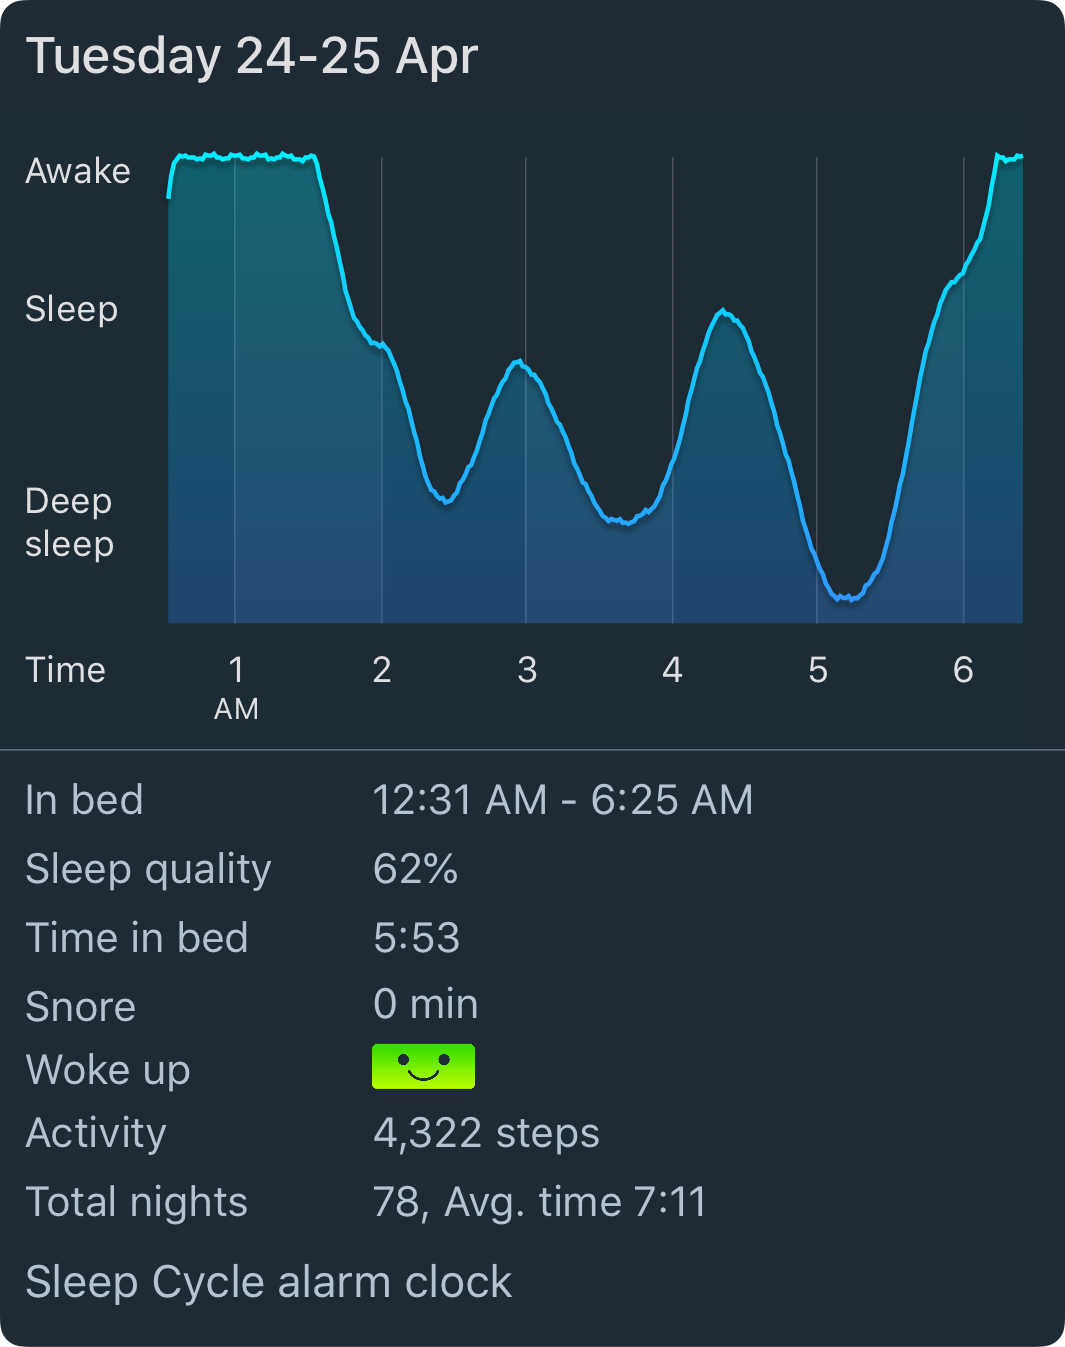 Tuesday 24-25 Apr
Awake
Sleep
Deep
sleep
Time 1 2 3 4 5 6
AM
In bed 12:31 AM - 6:25 AM
Sleep quality 62%
Time in bed 5:53
Snore 0 min
Woke up
Activity 4,322 steps
Total nights 78, Avg. time 7:11
Sleep Cycle alarm clock